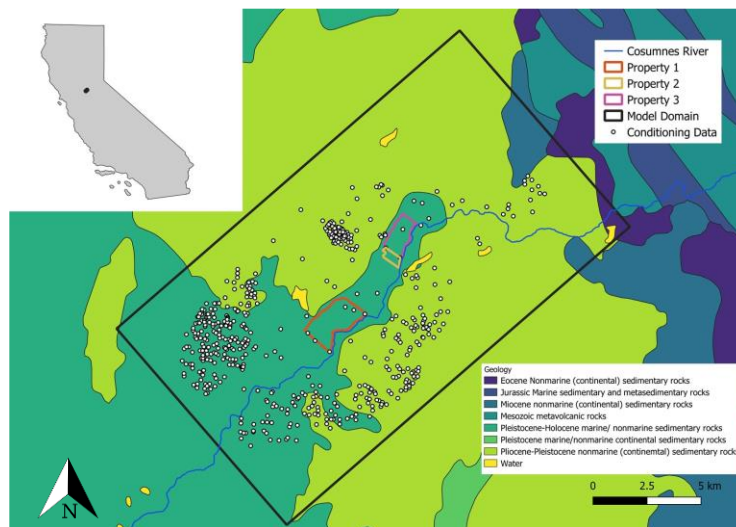 Cosumnes River
Property 1
Property 2
Property 3
Model Domain
Conditioning Data
Geology
Eocene Nonmarine (continental) sedimentary rocks
Jurassic Marine sedimentary and metasedimentary rocks
Miocene nonmarine (continental) sedimentary rocks
Mesozoic metavolcanic rocks
Pleistocene-Holocene marine/ nonmarine sedimentary rocks
Pleistocene marine/nonmarine continental sedimentary rocks
Pliocene-Pleistocene nonmarine (continental) sedimentary rock
Water
0 2.5 5 km
N